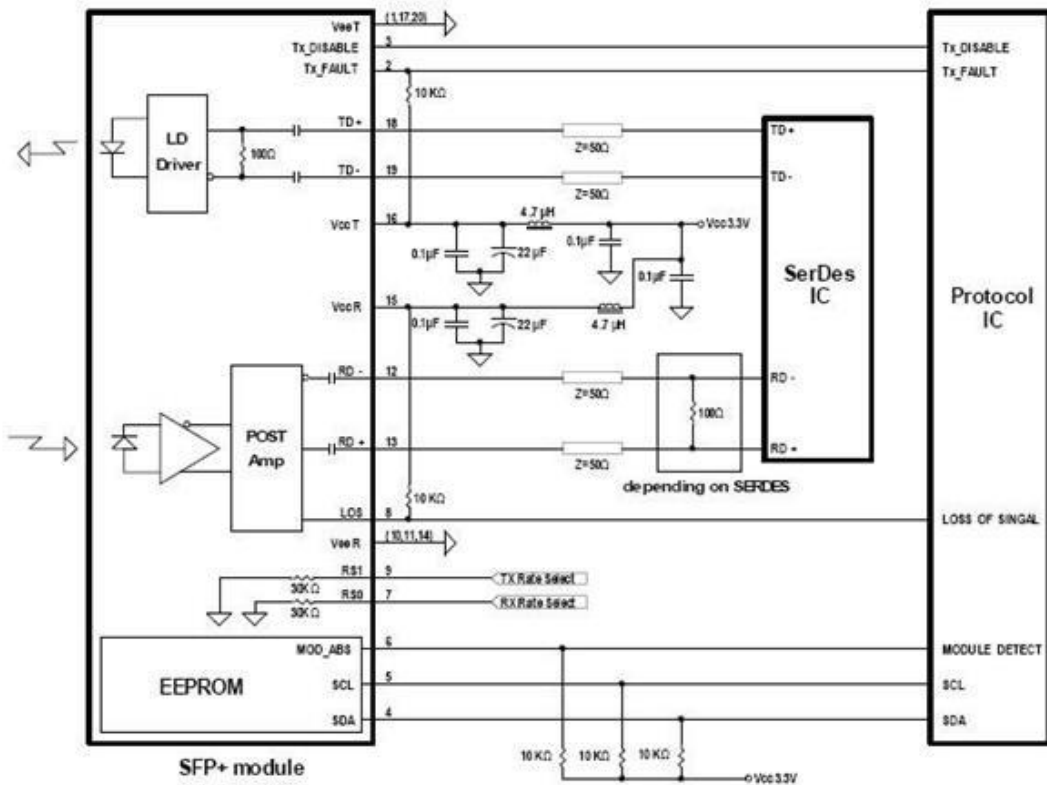 VeeT
(1,17,20)
Tx_DISABLE
3
Tx_DISABLE
Tx_FAULT
2
Tx_FAULT
10 KΩ
LD
Driver
100Ω
TD+
18
Z=50Ω
TD+
TD-
19
Z=50Ω
TD-
VccT
16
4.7 µH
Vcc3.3V
0.1µF
22 µF
0.1µF
0.1µF
SerDes
IC
Protocol
IC
VccR
15
0.1µF
22 µF
4.7 µH
RD -
12
Z=50Ω
RD -
100Ω
POST
Amp
RD +
13
Z=50Ω
RD +
depending on SERDES
10 KΩ
LOS
8
LOSS OF SINGAL
VeeR
(10,11,14)
RS1
9
TX Rate Select
30KΩ
RS0
7
RX Rate Select
30KΩ
MOD_ABS
6
MODULE DETECT
EEPROM
SCL
5
SCL
SDA
4
SDA
10 KΩ
10 KΩ
10 KΩ
Vcc3.3V
SFP+ module